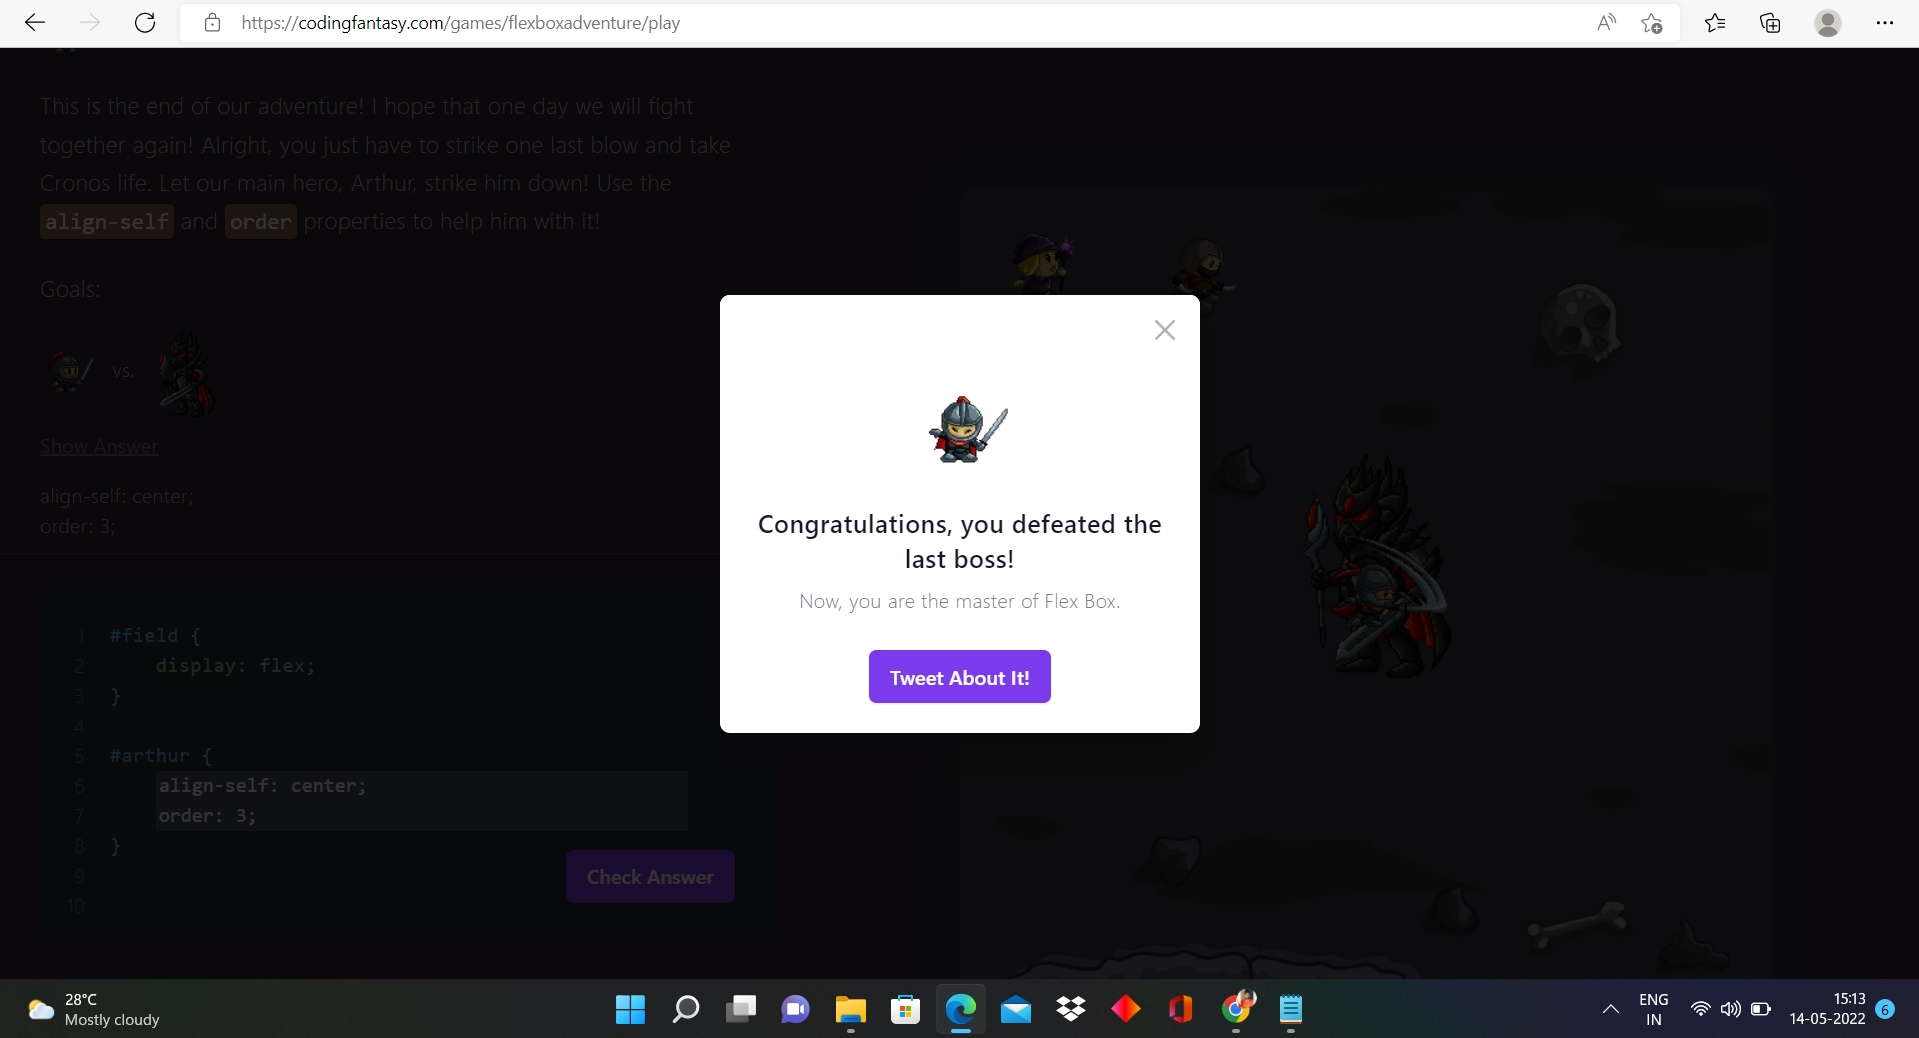 https://codingfantasy.com/games/flexboxadventure/play
This is the end of our adventure! I hope that one day we will fight
together again! Alright, you just have to strike one last blow and take
Cronos life. Let our main hero, Arthur, strike him down! Use the
align-self and order properties to help him with it!
Goals:
vs.
Show Answer
align-self: center;
order: 3;
1 #field {
2 display: flex;
3 }
4
5 #arthur {
6 align-self: center;
7 order: 3;
8 }
9
10
Check Answer
Congratulations, you defeated the
last boss!
Now, you are the master of Flex Box.
Tweet About It!
28°C
Mostly cloudy
ENG
IN
15:13
14-05-2022
6